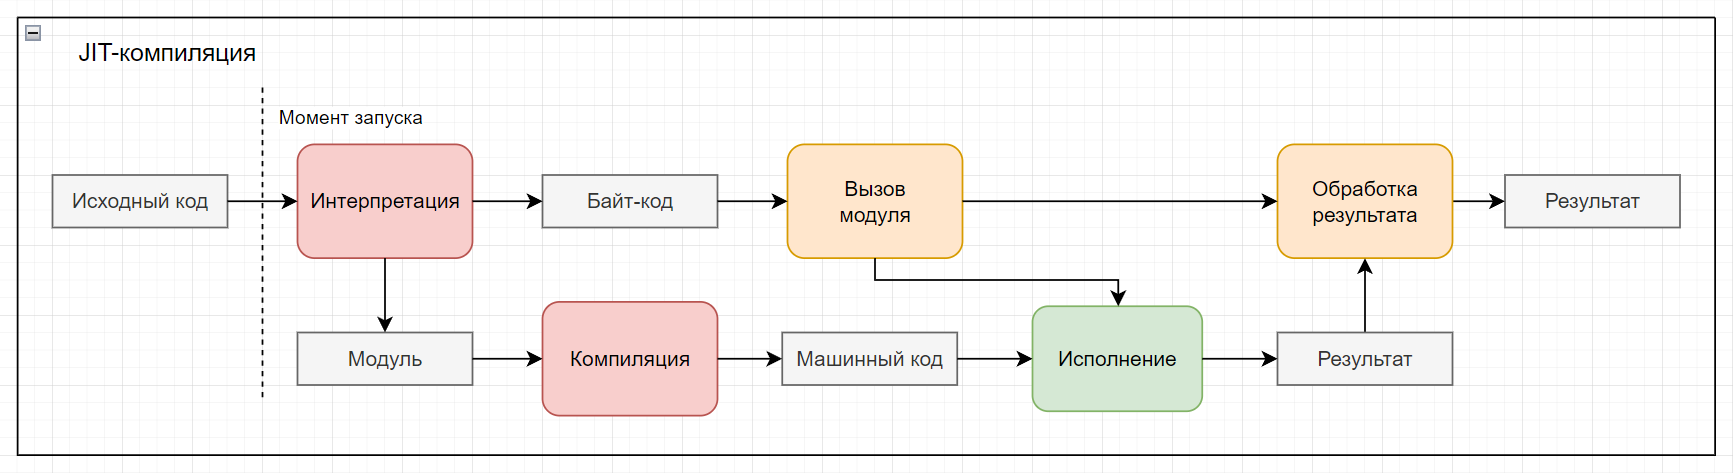 JIT-компиляция
Момент запуска
Исходный код
Интерпретация
Байт-код
Вызов
модуля
Обработка
результата
Результат
Модуль
Компиляция
Машинный код
Исполнение
Результат